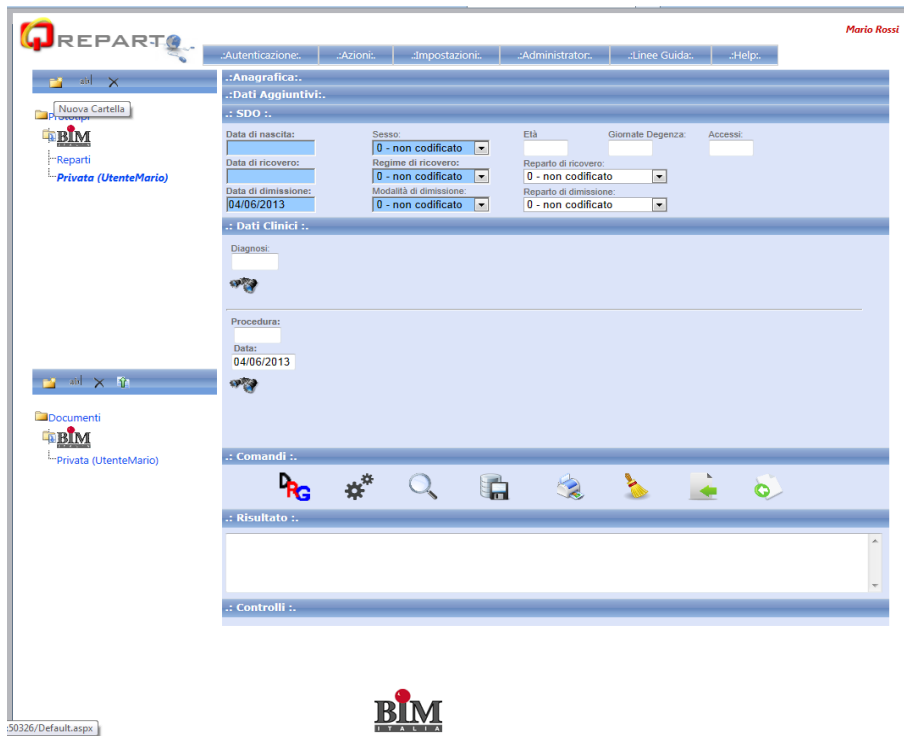 QREPARTO
Mario Rossi
.:Autenticazione:. .:Azioni:. .:Impostazioni:. .:Administrator:. .:Linee Guida:. .:Help:.
Nuova Cartella
Prototipi
BIM
ITALIA
Reparti
Privata (UtenteMario)
.:Anagrafica:.
.:Dati Aggiuntivi:.
.: SDO :.
Data di nascita: Sesso: Età Giornate Degenza: Accessi:
0 - non codificato
Data di ricovero: Regime di ricovero: Reparto di ricovero:
0 - non codificato 0 - non codificato
Data di dimissione: Modalità di dimissione: Reparto di dimissione:
04/06/2013 0 - non codificato 0 - non codificato
.: Dati Clinici :.
Diagnosi:
Procedura:
Data:
04/06/2013
Documenti
BIM
ITALIA
Privata (UtenteMario)
.: Comandi :.
DRG
.: Risultato :.
.: Controlli :.
BIM
ITALIA
:50326/Default.aspx